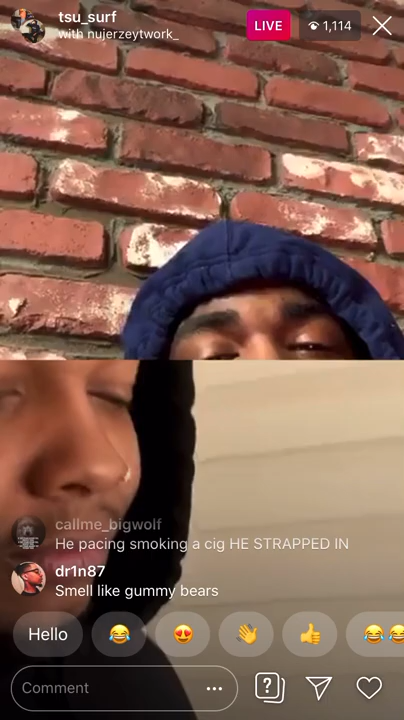 tsu_surf
with nujerzeytwork_
LIVE
1,114
callme_bigwolf
He pacing smoking a cig HE STRAPPED IN
dr1n87
Smell like gummy bears
Hello
Comment